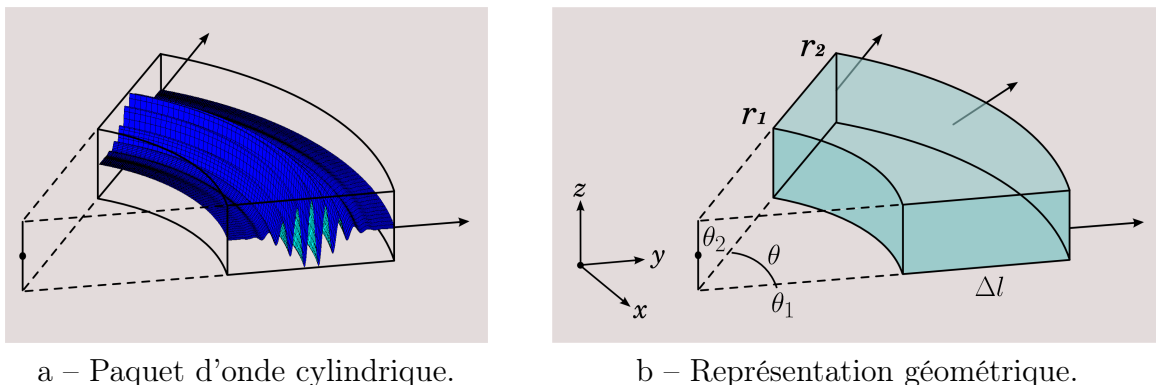 r₂
r₁
z
y
x
θ₂
θ
θ₁
Δl
a – Paquet d'onde cylindrique.
b – Représentation géométrique.